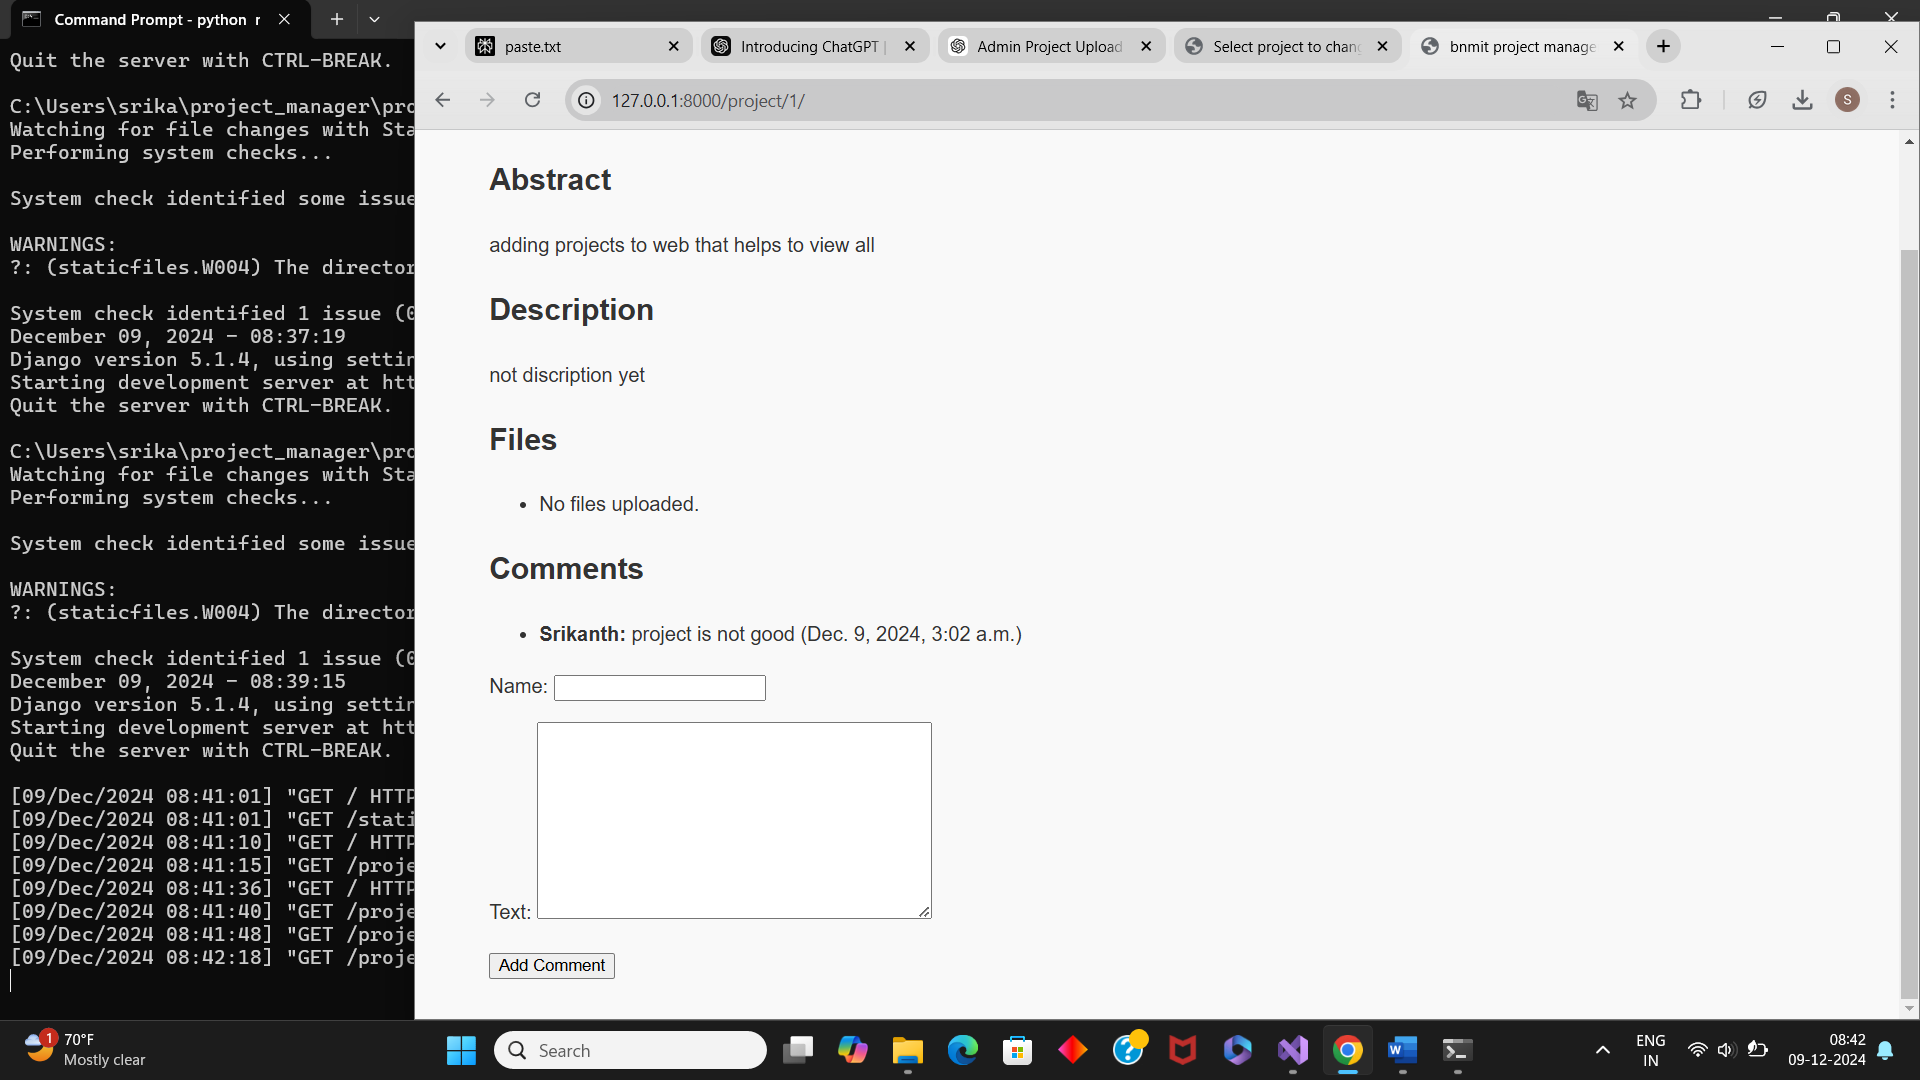 Command Prompt - python r
Quit the server with CTRL-BREAK.
C:\Users\srika\project_manager\pro
Watching for file changes with Sta
Performing system checks...
System check identified some issue
WARNINGS:
?: (staticfiles.W004) The director
System check identified 1 issue (0
December 09, 2024 - 08:37:19
Django version 5.1.4, using settin
Starting development server at htt
Quit the server with CTRL-BREAK.
C:\Users\srika\project_manager\pro
Watching for file changes with Sta
Performing system checks...
System check identified some issue
WARNINGS:
?: (staticfiles.W004) The director
System check identified 1 issue (0
December 09, 2024 - 08:39:15
Django version 5.1.4, using settin
Starting development server at htt
Quit the server with CTRL-BREAK.
[09/Dec/2024 08:41:01] "GET / HTTP
[09/Dec/2024 08:41:01] "GET /stati
[09/Dec/2024 08:41:10] "GET / HTTP
[09/Dec/2024 08:41:15] "GET /proje
[09/Dec/2024 08:41:36] "GET / HTTP
[09/Dec/2024 08:41:40] "GET /proje
[09/Dec/2024 08:41:48] "GET /proje
[09/Dec/2024 08:42:18] "GET /proje
paste.txt
Introducing ChatGPT |
Admin Project Upload
Select project to chang
bnmit project manage
127.0.0.1:8000/project/1/
S
Abstract
adding projects to web that helps to view all
Description
not discription yet
Files
• No files uploaded.
Comments
• Srikanth: project is not good (Dec. 9, 2024, 3:02 a.m.)
Name:
Text:
Add Comment
1
70°F
Mostly clear
Search
ENG
IN
08:42
09-12-2024